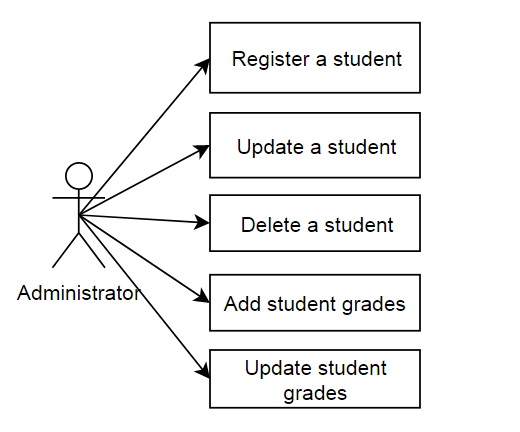 Register a student
Update a student
Delete a student
Administrator
Add student grades
Update student
grades